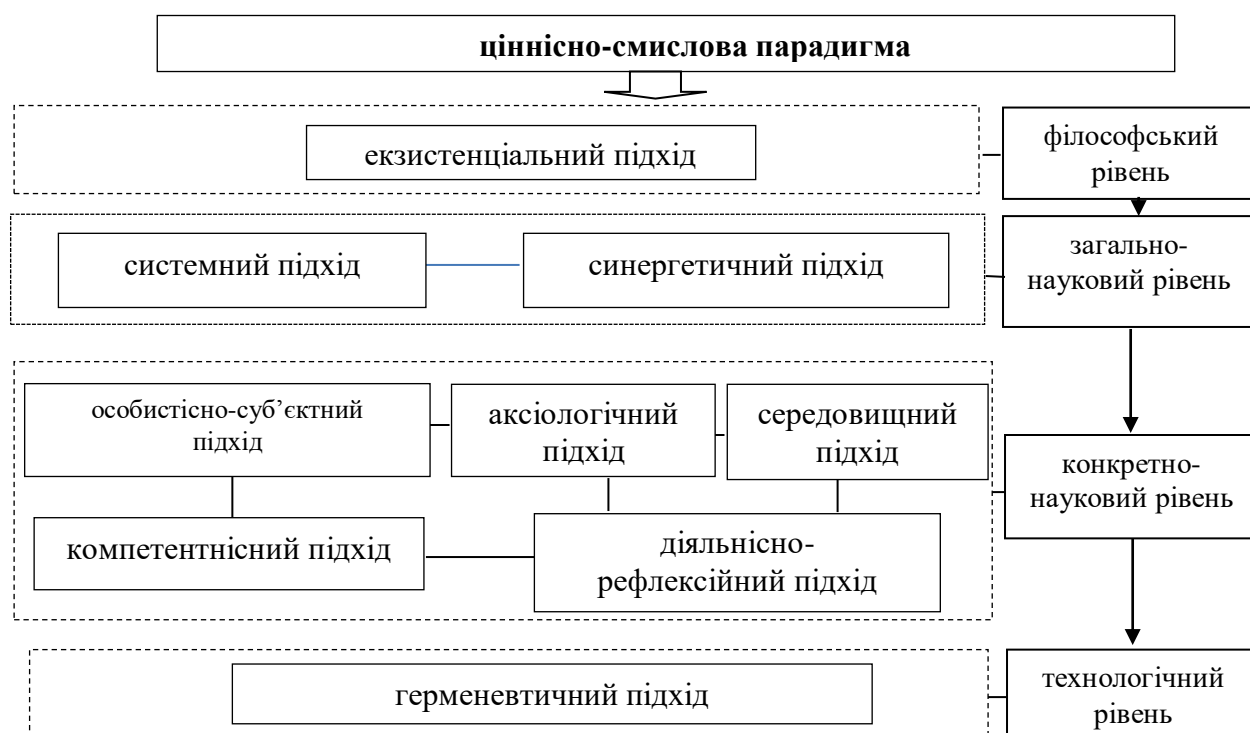 ціннісно-смислова парадигма
екзистенціальний підхід
філософський
рівень
системний підхід
синергетичний підхід
загально-
науковий рівень
особистісно-суб’єктний
підхід
аксіологічний
підхід
середовищний
підхід
компетентнісний підхід
діяльнісно-
рефлексійний підхід
конкретно-
науковий рівень
герменевтичний підхід
технологічний
рівень